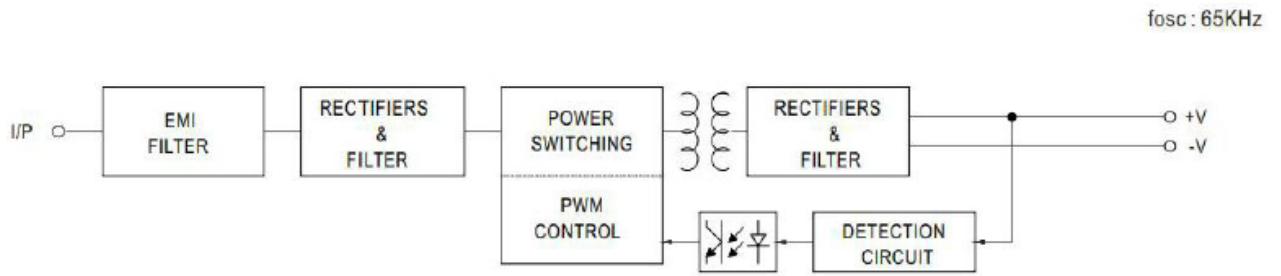 fosc : 65KHz
I/P
EMI
FILTER
RECTIFIERS
&
FILTER
POWER
SWITCHING
PWM
CONTROL
RECTIFIERS
&
FILTER
+V
-V
DETECTION
CIRCUIT